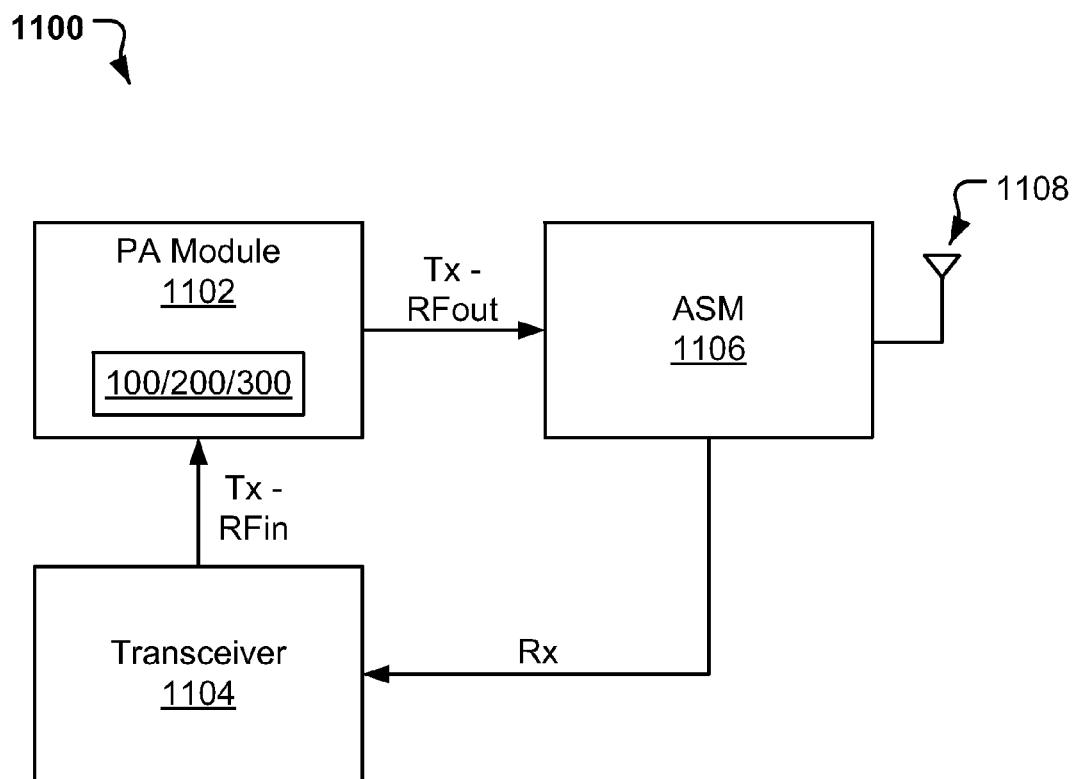 1100
1108
PA Module
1102
100/200/300
Tx -
RFout
ASM
1106
Tx -
RFin
Transceiver
1104
Rx